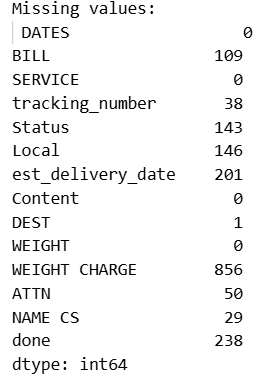 Missing values:
DATES 0
BILL 109
SERVICE 0
tracking_number 38
Status 143
Local 146
est_delivery_date 201
Content 0
DEST 1
WEIGHT 0
WEIGHT CHARGE 856
ATTN 50
NAME CS 29
done 238
dtype: int64